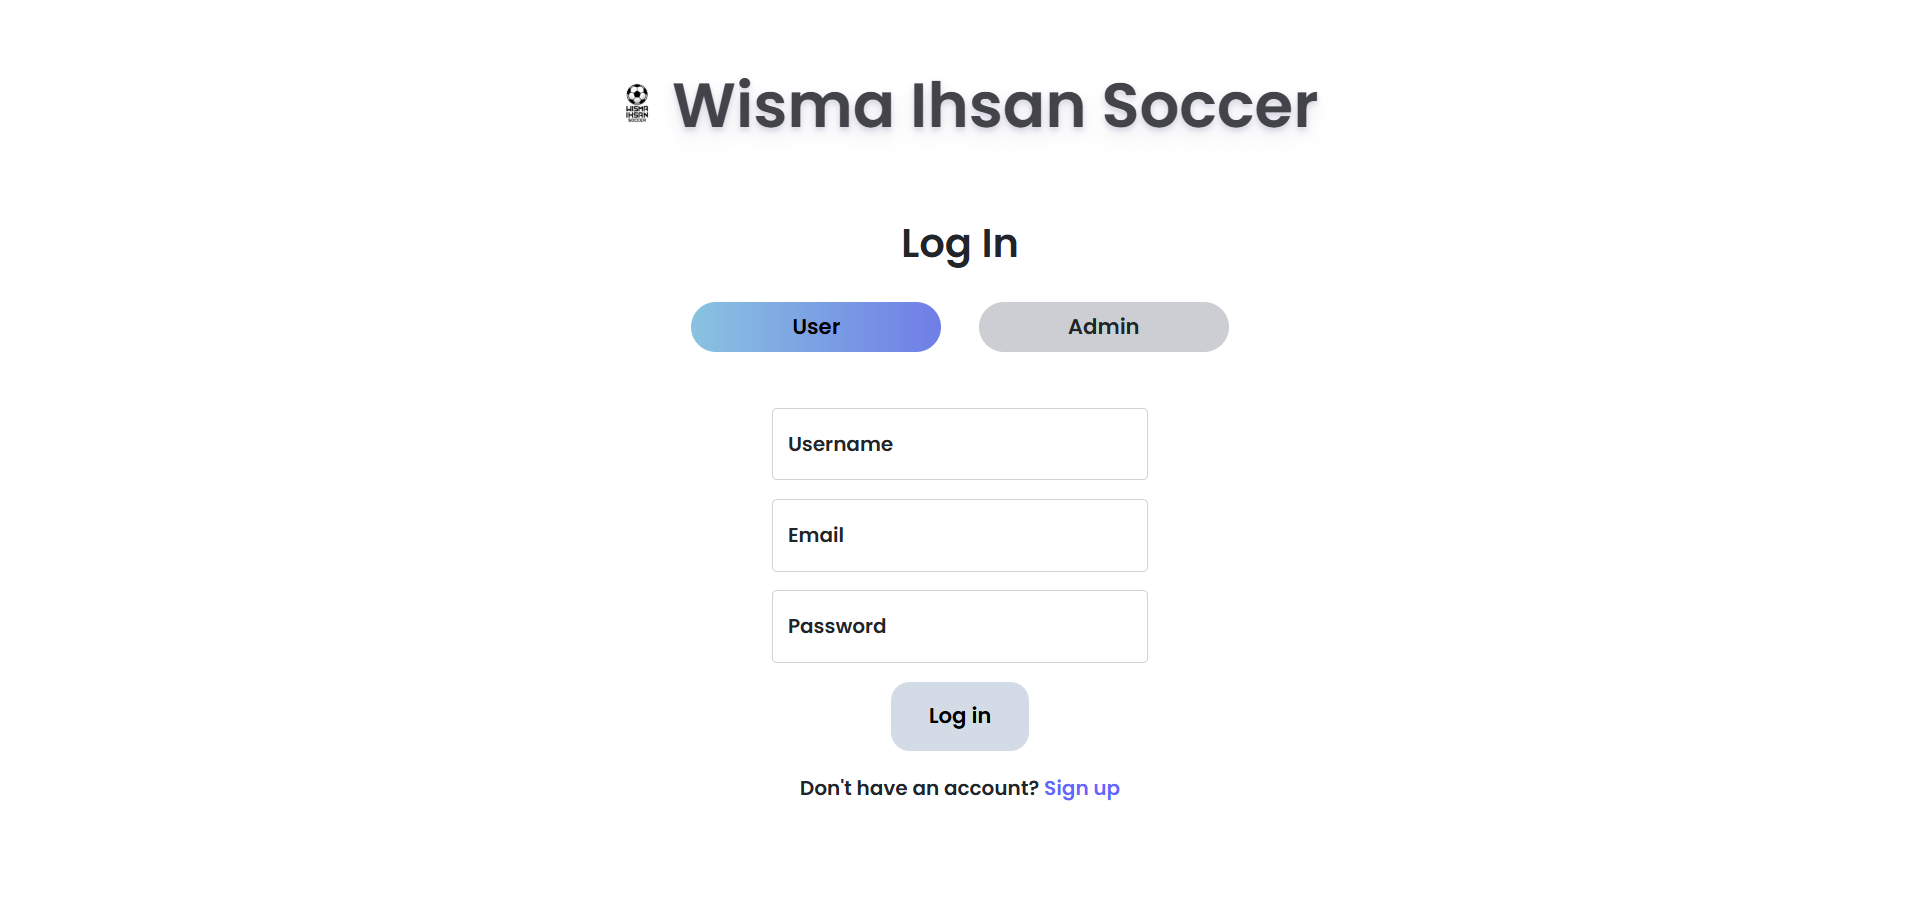 WISMA
IHSAN
SOCCER
Wisma Ihsan Soccer
Log In
User
Admin
Username
Email
Password
Log in
Don't have an account? Sign up